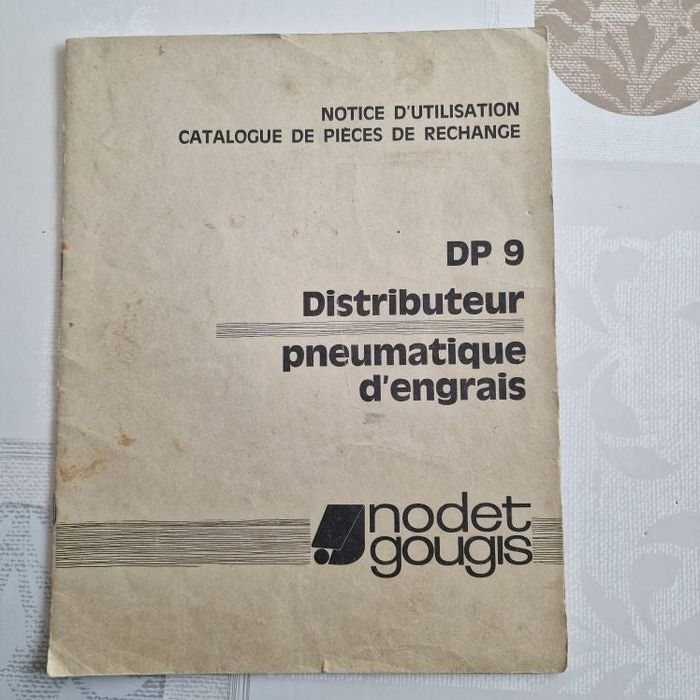 NOTICE D'UTILISATION
CATALOGUE DE PIÈCES DE RECHANGE
DP 9
Distributeur
pneumatique
d'engrais
nodet
gougis